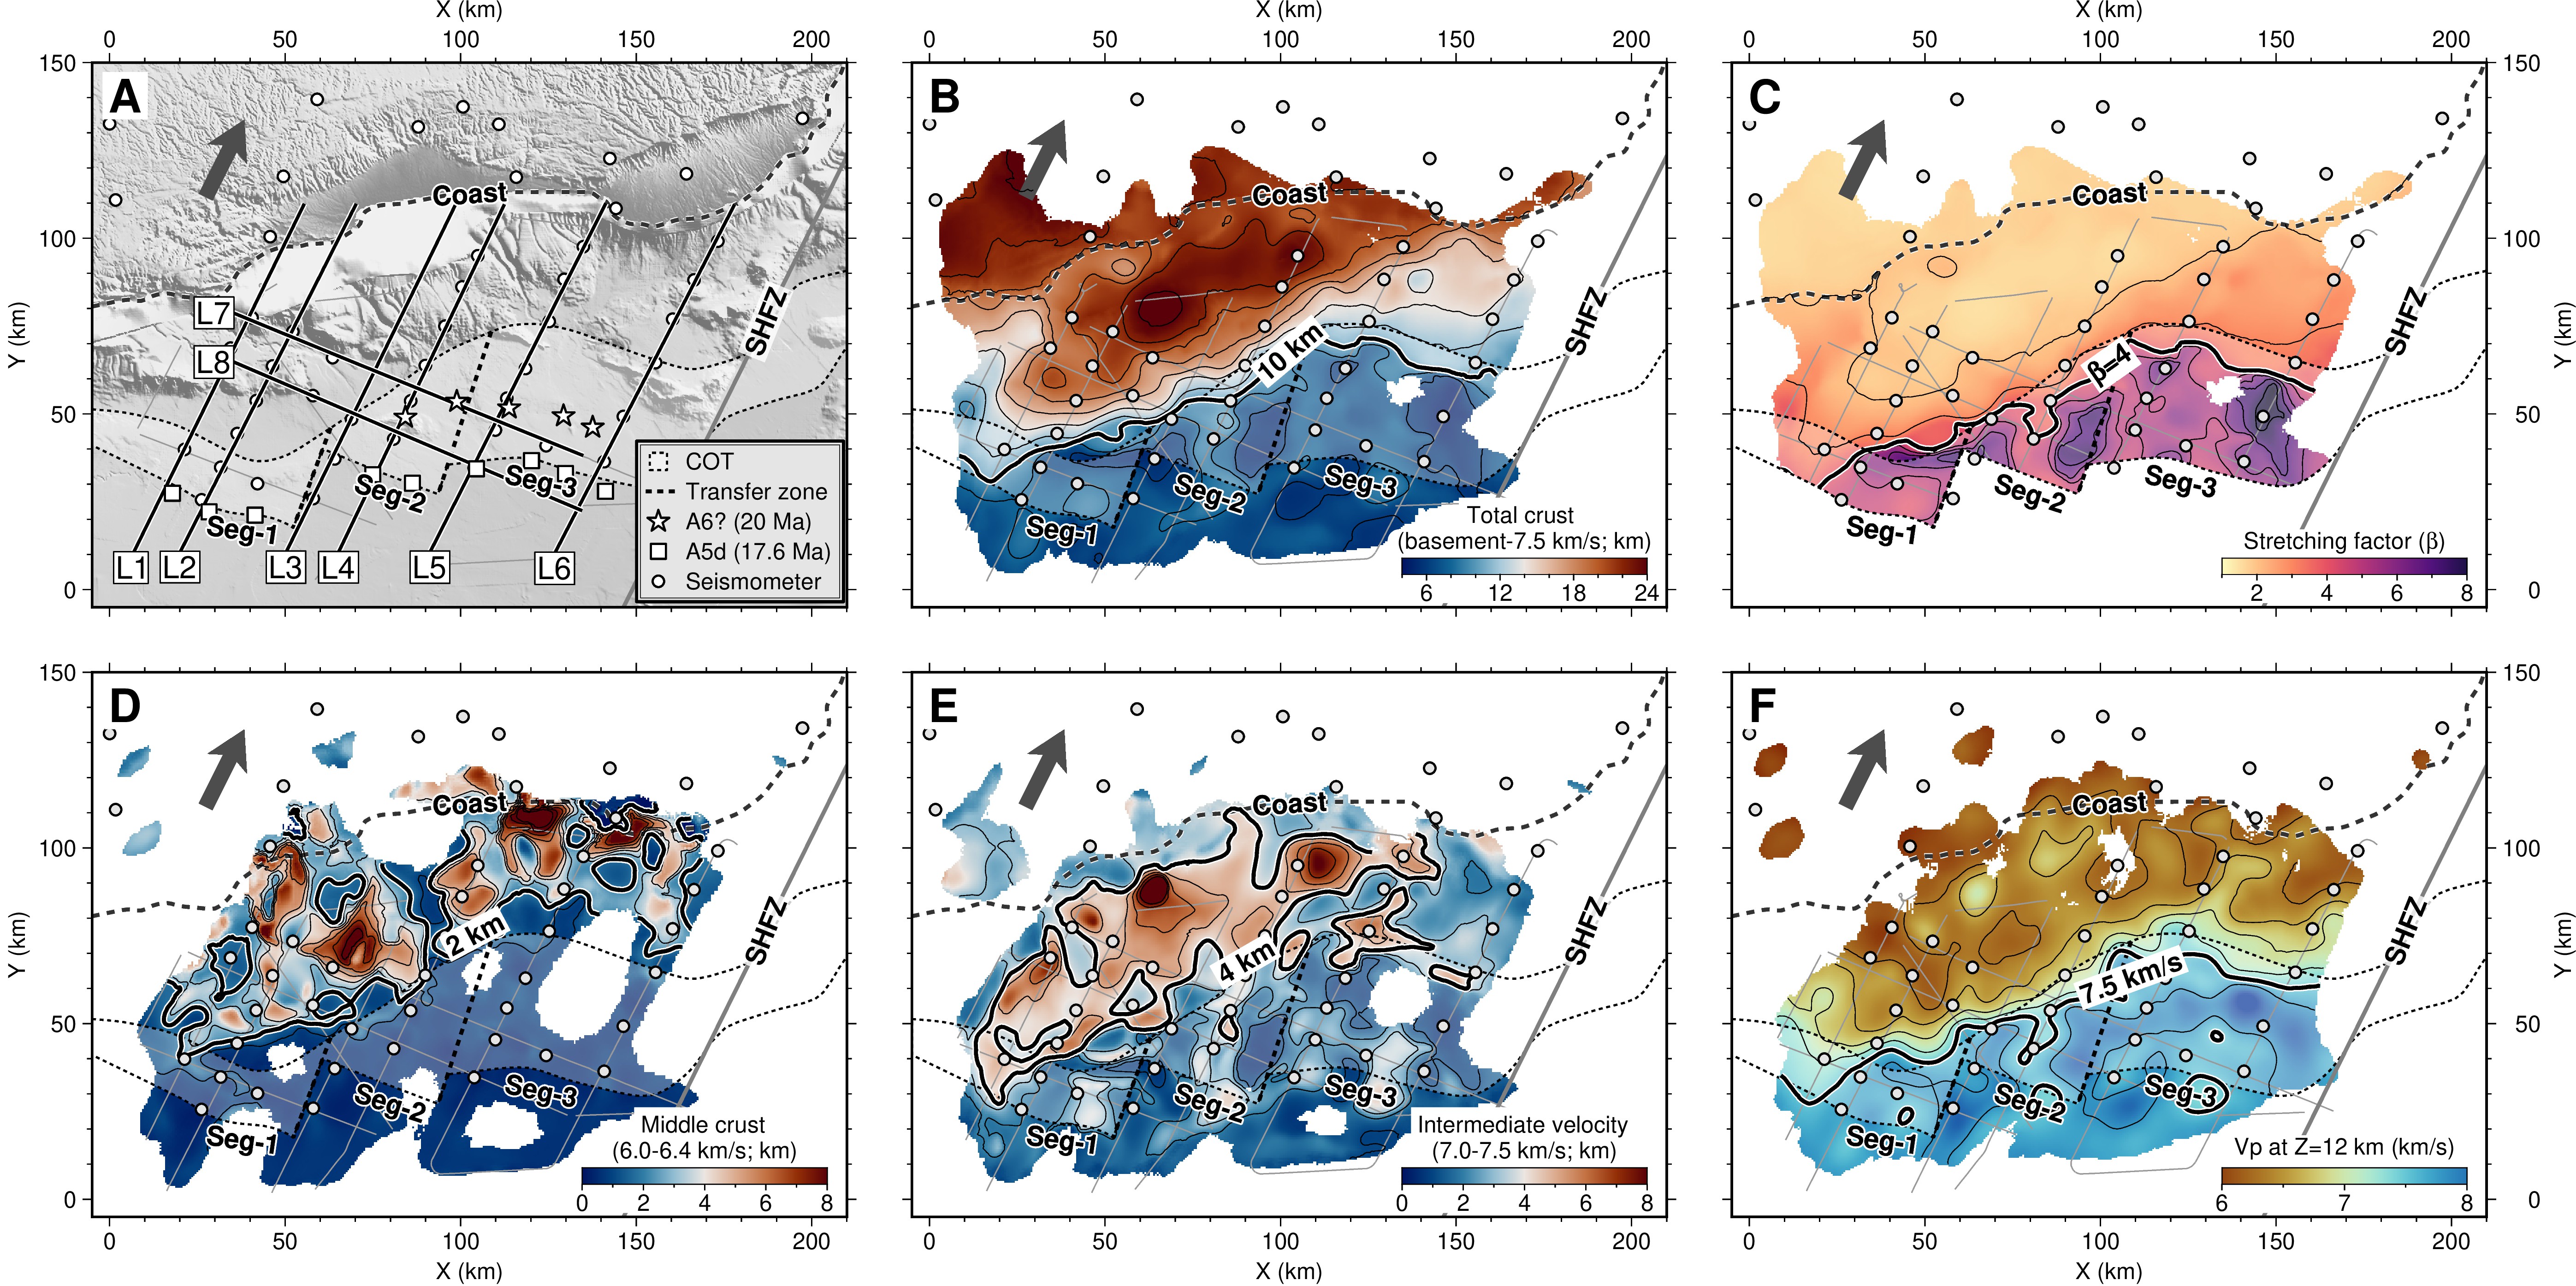 X (km)
X (km)
X (km)
0 50 100 150 200
0 50 100 150 200
0 50 100 150 200
A
150
100
50
0
Y (km)
Coast
L7
L8
SHFZ
Seg-1
Seg-2
Seg-3
L1 L2 L3 L4 L5 L6
COT
Transfer zone
A6? (20 Ma)
A5d (17.6 Ma)
Seismometer
B
Coast
10 km
SHFZ
Seg-1
Seg-2
Seg-3
Total crust
(basement-7.5 km/s; km)
6 12 18 24
C
Coast
β=4
SHFZ
Seg-1
Seg-2
Seg-3
Stretching factor (β)
2 4 6 8
150
100
50
0
Y (km)
D
150
100
50
0
Y (km)
Coast
2 km
SHFZ
Seg-1
Seg-2
Seg-3
Middle crust
(6.0-6.4 km/s; km)
0 2 4 6 8
0 50 100 150 200
X (km)
E
Coast
4 km
SHFZ
Seg-1
Seg-2
Seg-3
Intermediate velocity
(7.0-7.5 km/s; km)
0 2 4 6 8
0 50 100 150 200
X (km)
F
Coast
7.5 km/s
SHFZ
Seg-1
Seg-2
Seg-3
Vp at Z=12 km (km/s)
6 7 8
150
100
50
0
Y (km)
0 50 100 150 200
X (km)